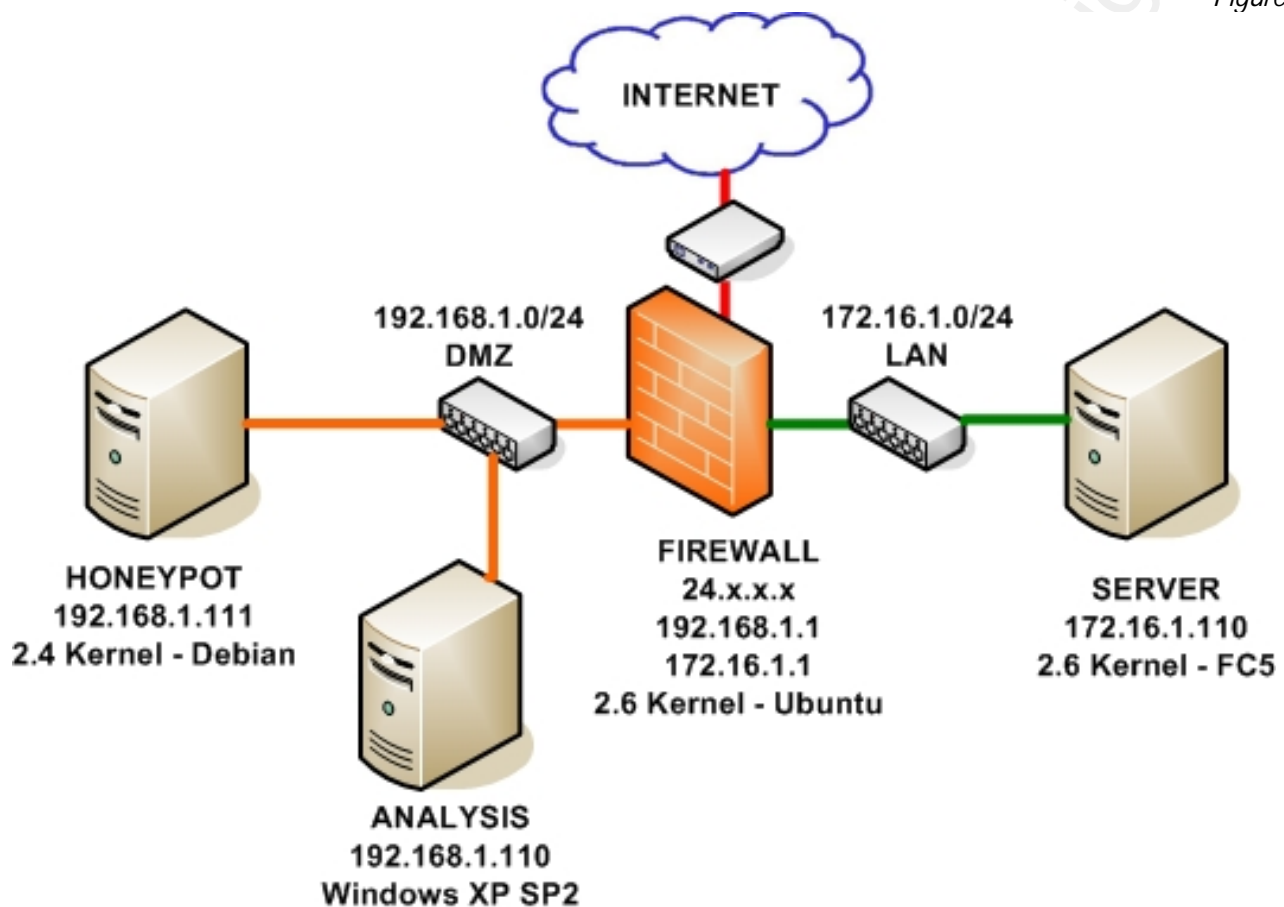 Figure
INTERNET
192.168.1.0/24
DMZ
172.16.1.0/24
LAN
HONEYPOT
192.168.1.111
2.4 Kernel - Debian
FIREWALL
24.x.x.x
192.168.1.1
172.16.1.1
2.6 Kernel - Ubuntu
SERVER
172.16.1.110
2.6 Kernel - FC5
ANALYSIS
192.168.1.110
Windows XP SP2